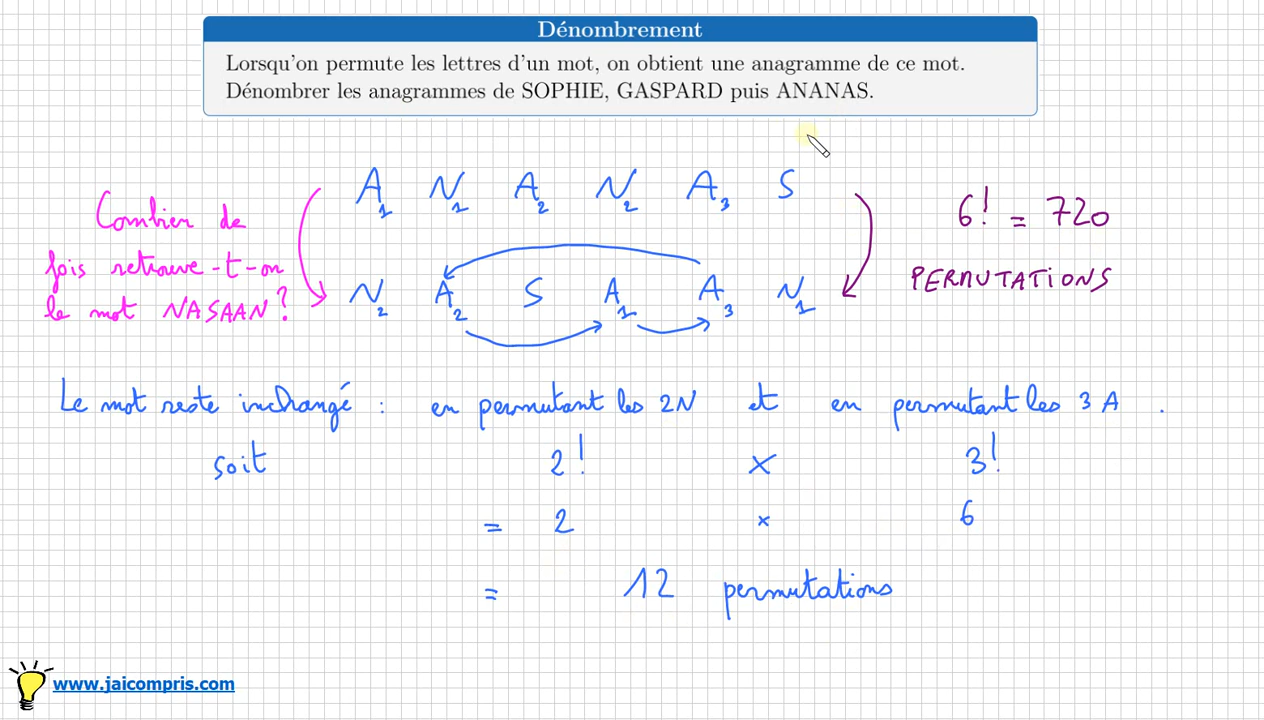 Dénombrement
Lorsqu'on permute les lettres d'un mot, on obtient une anagramme de ce mot.
Dénombrer les anagrammes de SOPHIE, GASPARD puis ANANAS.
A₁ N₁ A₂ N₂ A₃ S
6! = 720
PERMUTATIONS
Combien de
fois retrouve-t-on
le mot NASAAN?
N₂ A₂ S A₁ A₃ N₁
Le mot reste inchangé : en permutant les 2N et en permutant les 3 A .
soit 2! × 3!
= 2 × 6
= 12 permutations
www.jaicompris.com